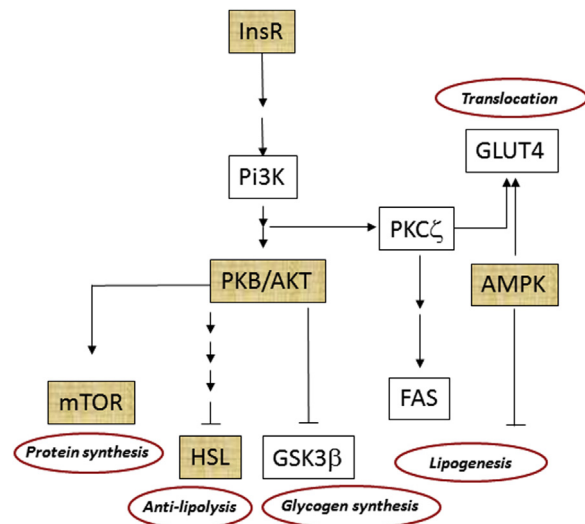 InsR
Translocation
GLUT4
Pi3K
PKCζ
PKB/AKT
AMPK
mTOR
FAS
Protein synthesis
HSL
GSK3β
Lipogenesis
Anti-lipolysis
Glycogen synthesis